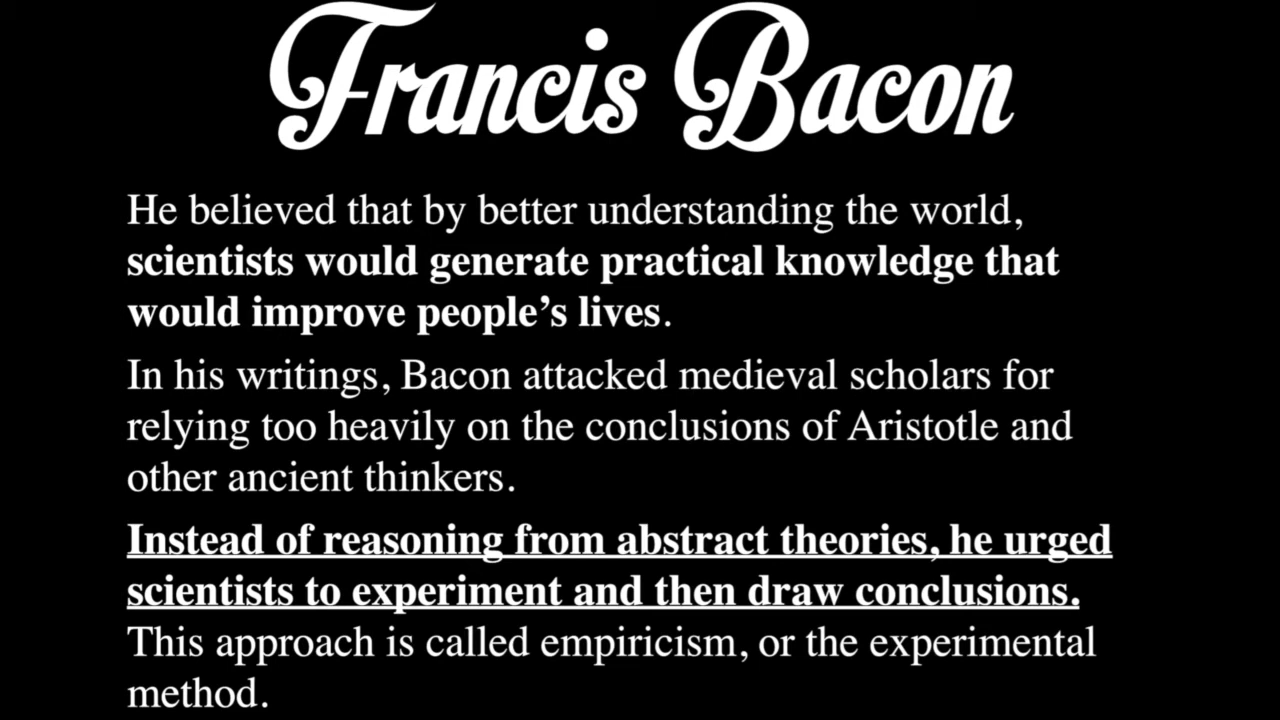 Francis Bacon
He believed that by better understanding the world,
scientists would generate practical knowledge that
would improve people’s lives.
In his writings, Bacon attacked medieval scholars for
relying too heavily on the conclusions of Aristotle and
other ancient thinkers.
Instead of reasoning from abstract theories, he urged
scientists to experiment and then draw conclusions.
This approach is called empiricism, or the experimental
method.